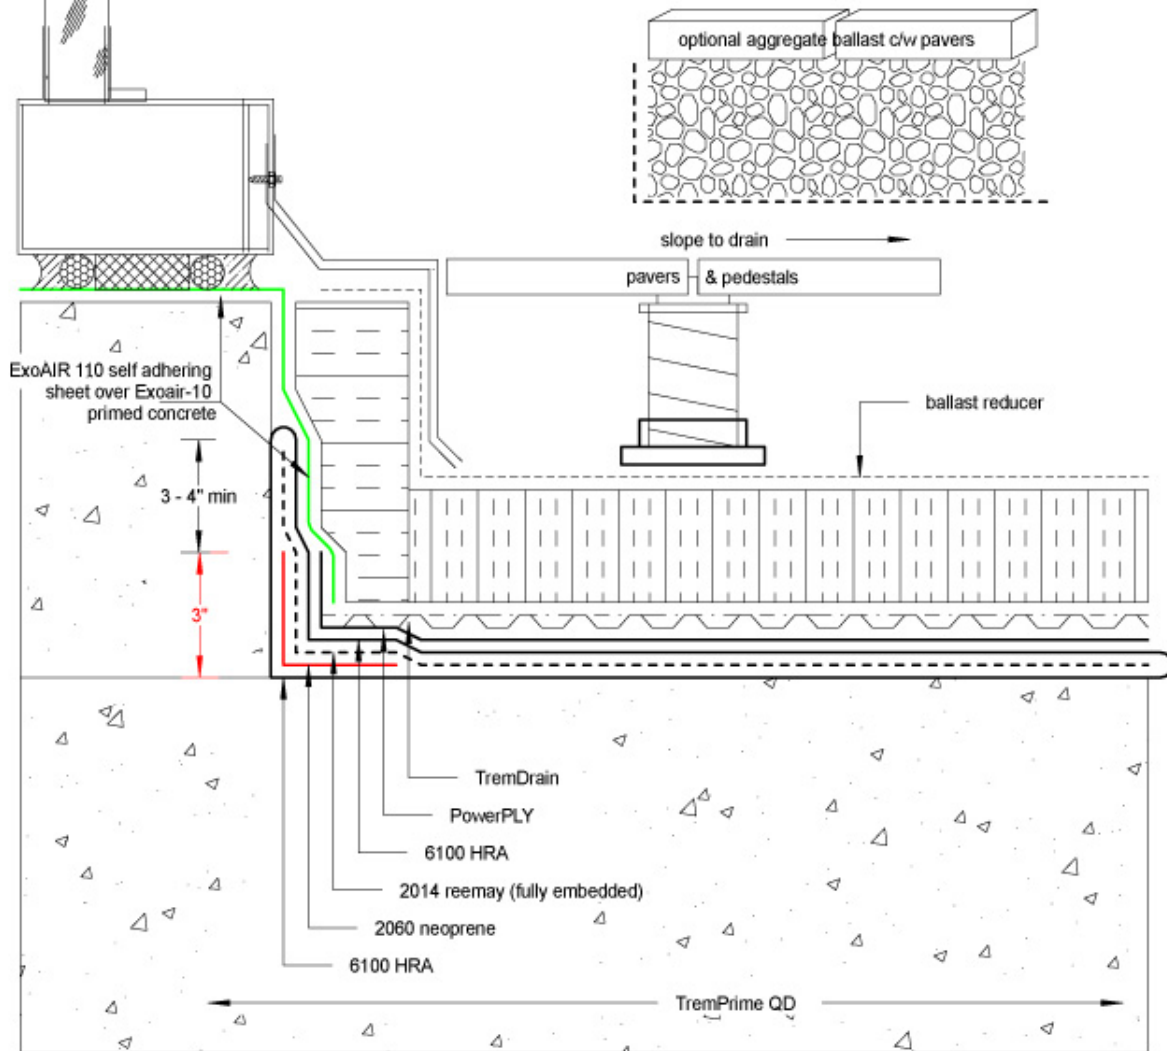 optional aggregate ballast c/w pavers
slope to drain
pavers & pedestals
ExoAIR 110 self adhering
sheet over Exoair-10
primed concrete
ballast reducer
3 - 4" min
3"
TremDrain
PowerPLY
6100 HRA
2014 reemay (fully embedded)
2060 neoprene
6100 HRA
TremPrime QD